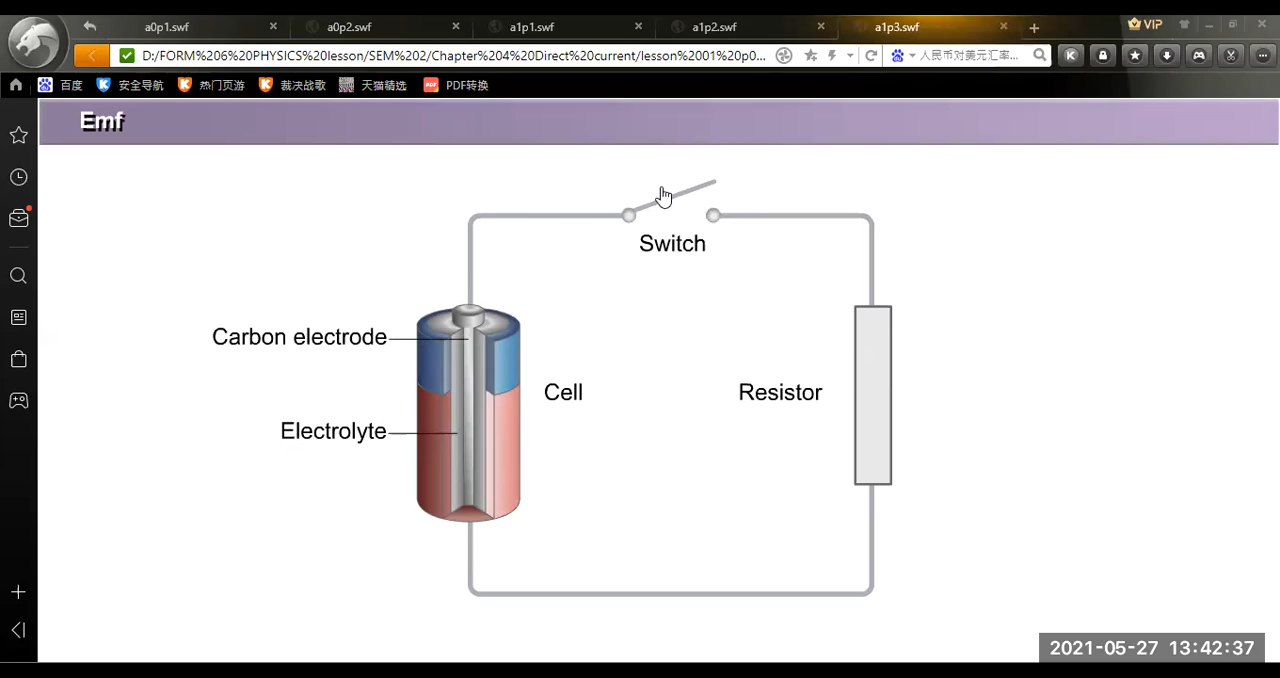 a0p1.swf
a0p2.swf
a1p1.swf
a1p2.swf
a1p3.swf
VIP
D:/FORM%206%20PHYSICS%20lesson/SEM%202/Chapter%204%20Direct%20current/lesson%2001%20p0...
人民币对美元汇率...
百度
安全导航
热门页游
裁决战歌
天猫精选
PDF
PDF转换
Emf
Switch
Carbon electrode
Cell
Resistor
Electrolyte
2021-05-27 13:42:37